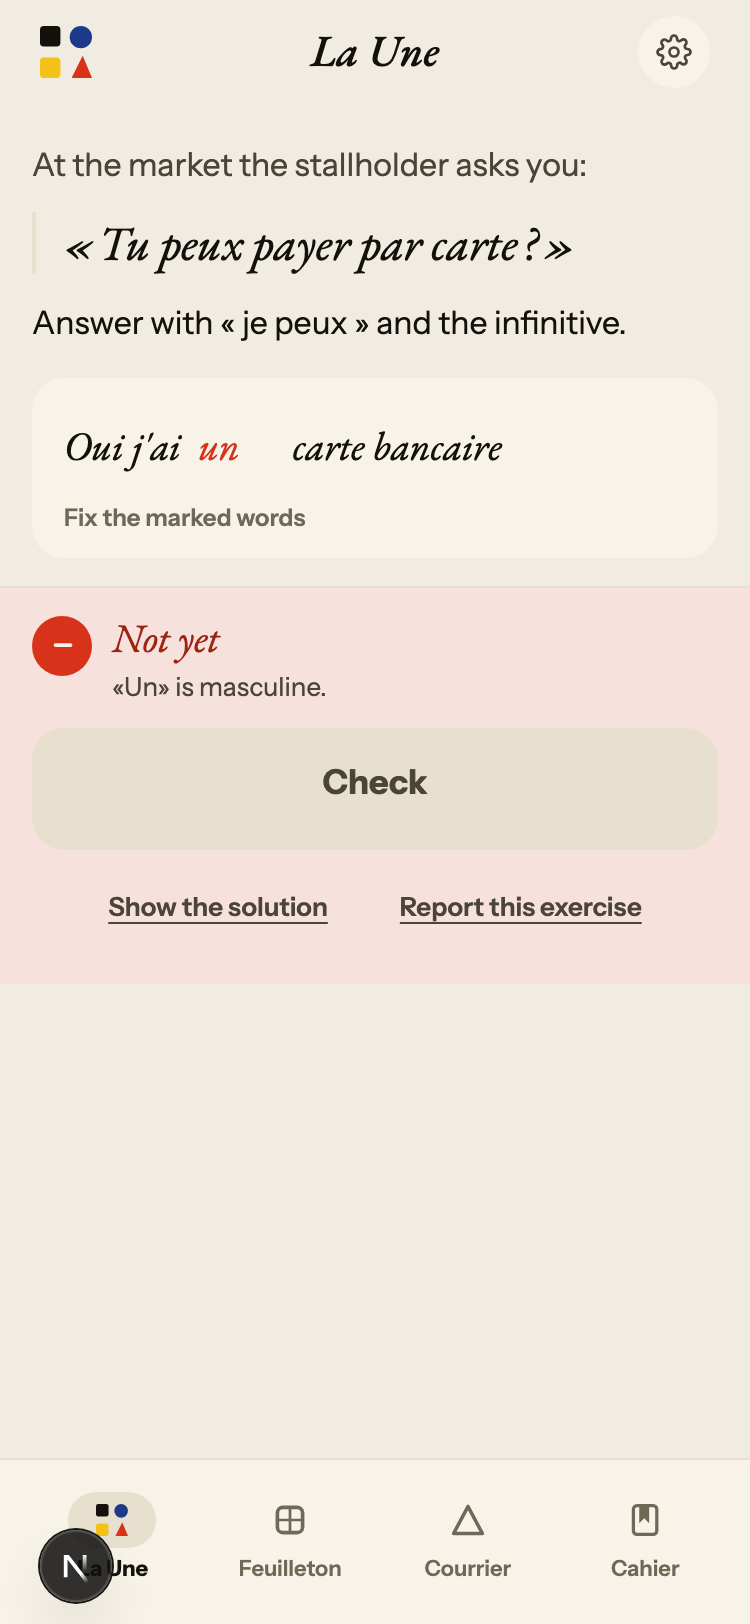 La Une
At the market the stallholder asks you:
« Tu peux payer par carte ? »
Answer with « je peux » and the infinitive.
Oui j'ai un carte bancaire
Fix the marked words
Not yet
«Un» is masculine.
Check
Show the solution Report this exercise
La Une Feuilleton Courrier Cahier
N